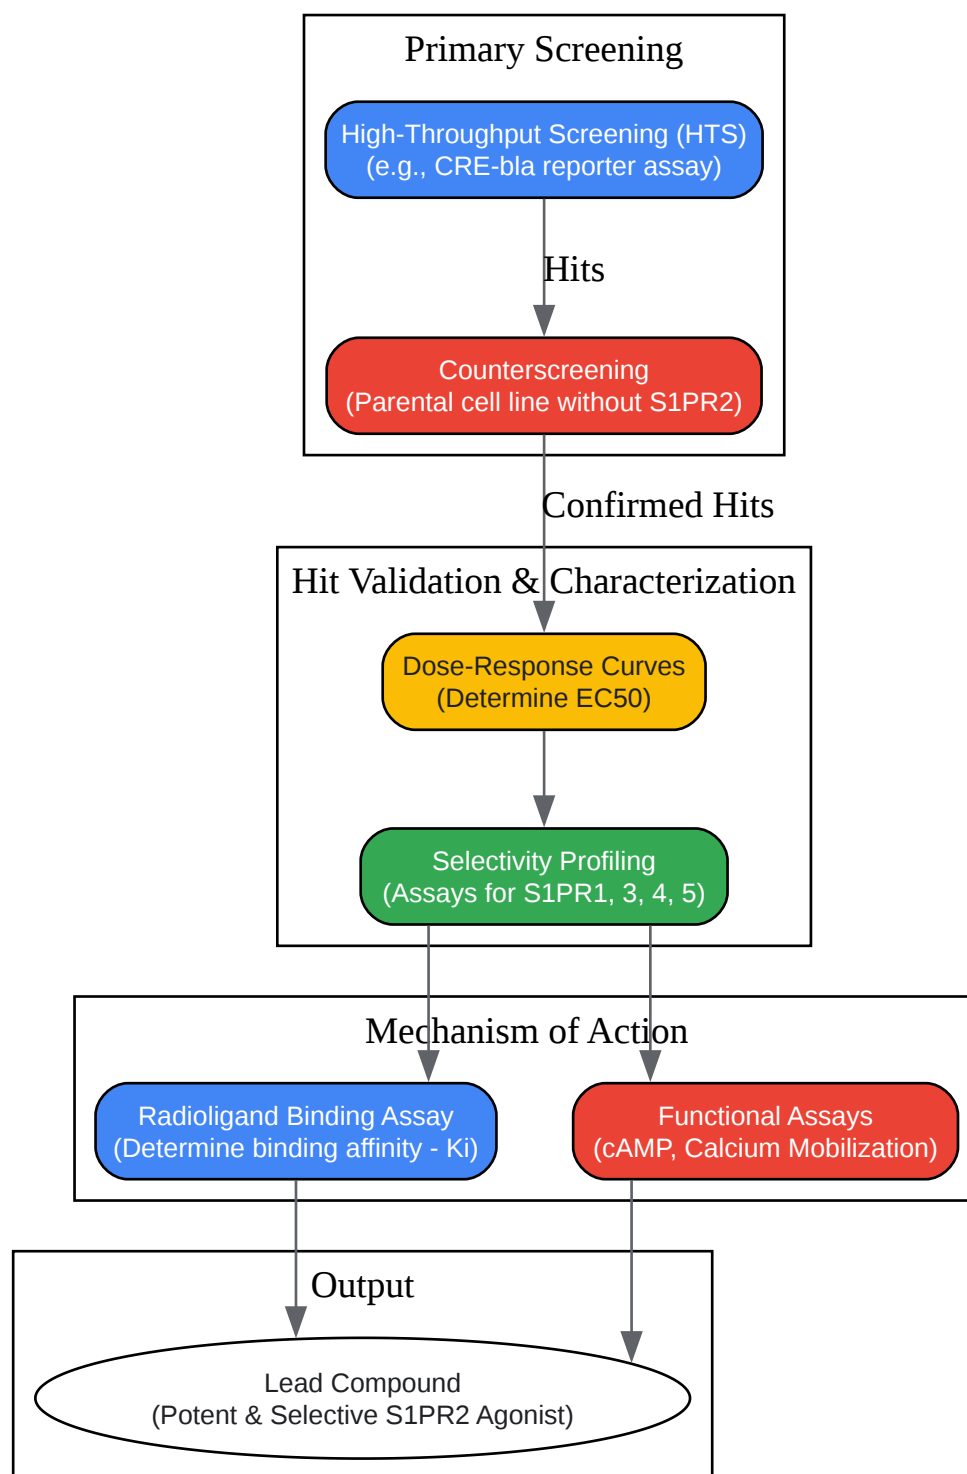 Primary Screening
High-Throughput Screening (HTS)
(e.g., CRE-bla reporter assay)
Hits
Counterscreening
(Parental cell line without S1PR2)
Confirmed Hits
Hit Validation & Characterization
Dose-Response Curves
(Determine EC50)
Selectivity Profiling
(Assays for S1PR1, 3, 4, 5)
Mechanism of Action
Radioligand Binding Assay
(Determine binding affinity - Ki)
Functional Assays
(cAMP, Calcium Mobilization)
Output
Lead Compound
(Potent & Selective S1PR2 Agonist)